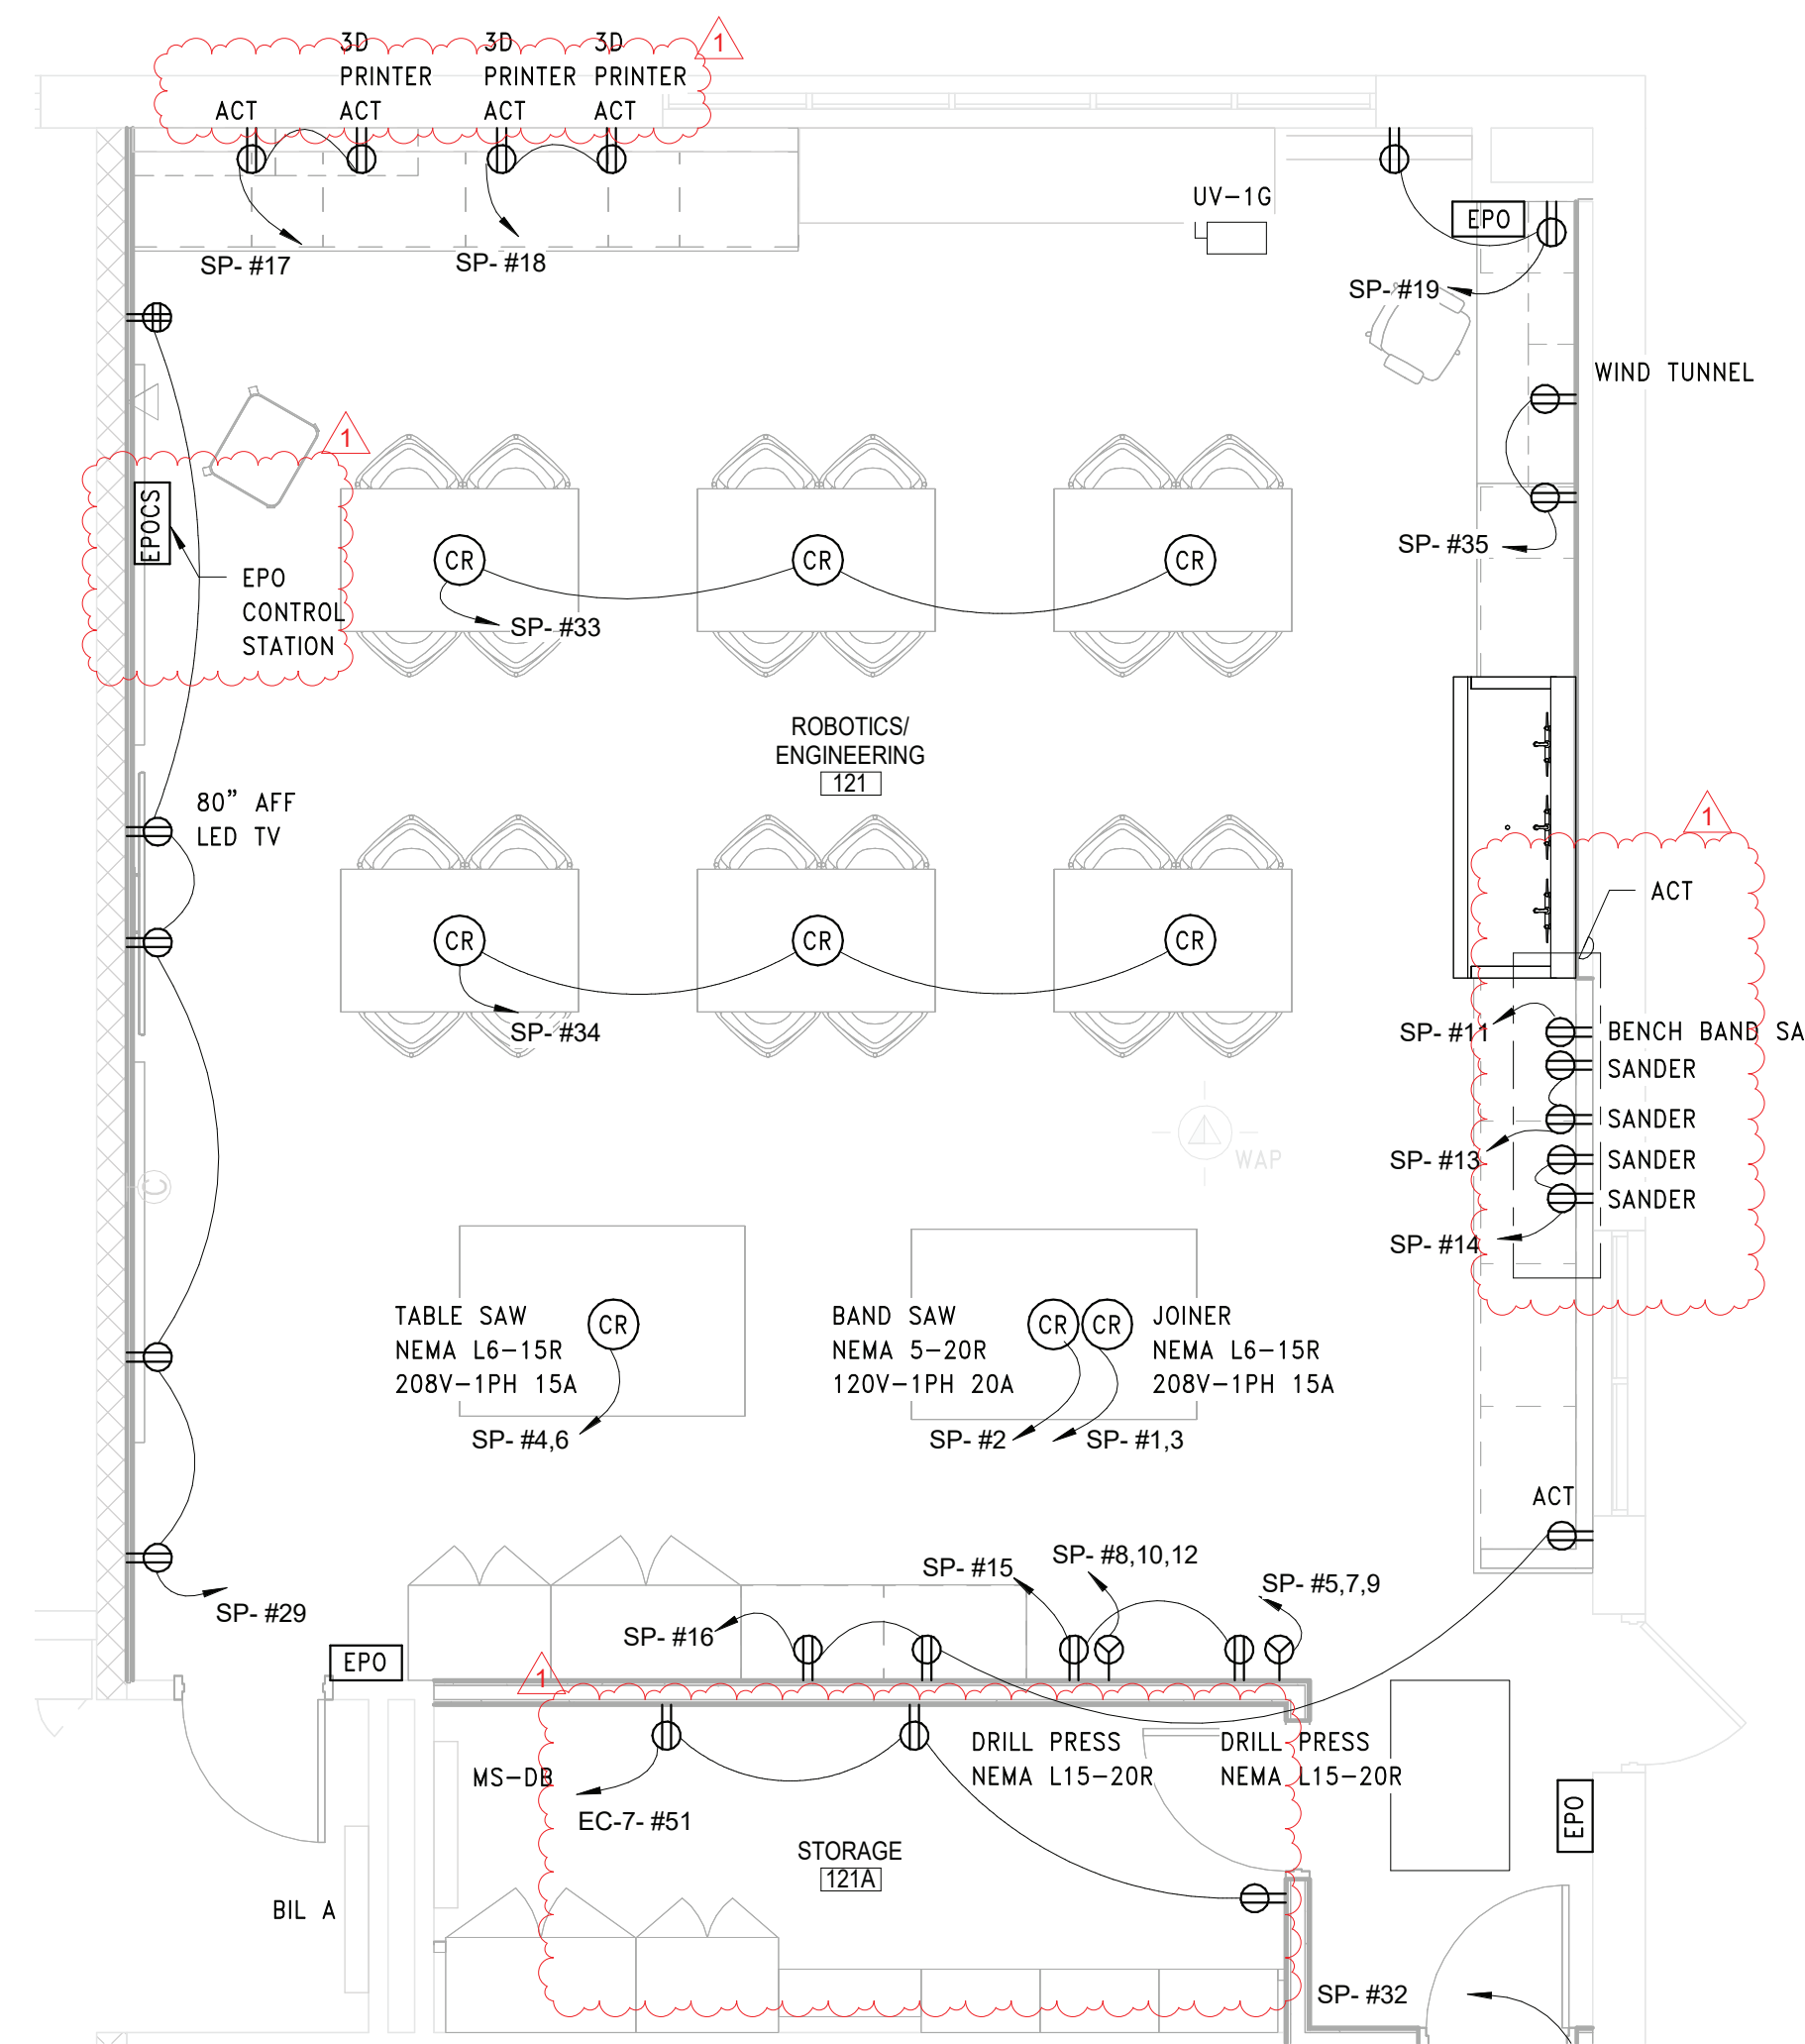 3D
PRINTER
ACT
3D
PRINTER
ACT
3D
PRINTER
ACT
1
ACT
SP- #17
SP- #18
UV-1G
EPO
SP- #19
WIND TUNNEL
1
EPOCS
EPO
CONTROL
STATION
CR
CR
CR
SP- #33
SP- #35
ROBOTICS/
ENGINEERING
121
80” AFF
LED TV
1
ACT
CR
CR
CR
SP- #34
SP- #11
BENCH BAND SA
SANDER
SANDER
SP- #13
SANDER
SANDER
SP- #14
WAP
C
TABLE SAW
NEMA L6-15R
208V-1PH 15A
CR
SP- #4,6
BAND SAW
NEMA 5-20R
120V-1PH 20A
CR
CR
JOINER
NEMA L6-15R
208V-1PH 15A
SP- #2
SP- #1,3
ACT
SP- #15
SP- #8,10,12
SP- #5,7,9
SP- #29
SP- #16
EPO
1
MS-DB
EC-7- #51
DRILL PRESS
NEMA L15-20R
DRILL PRESS
NEMA L15-20R
EPO
STORAGE
121A
BIL A
SP- #32